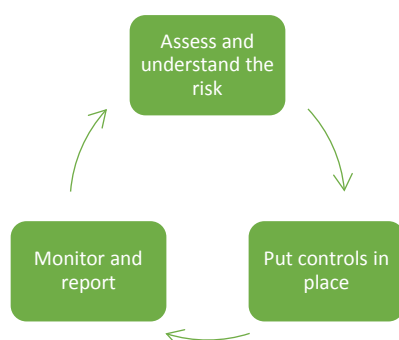 Assess and
understand the
risk
Put controls in
place
Monitor and
report